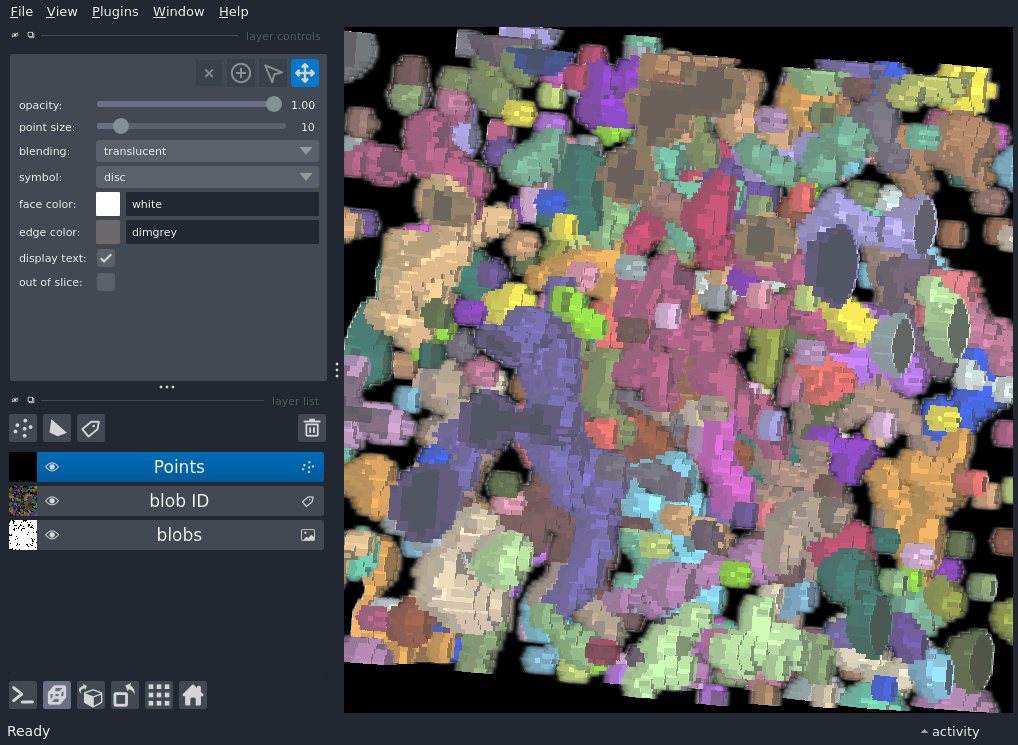 File View Plugins Window Help
layer controls
opacity: 1.00
point size: 10
blending: translucent
symbol: disc
face color: white
edge color: dimgrey
display text:
out of slice:
layer list
Points
blob ID
blobs
Ready activity